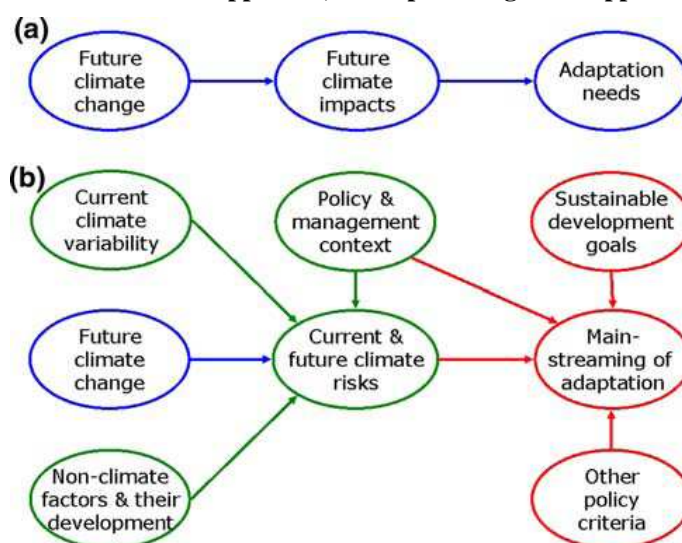 (a)
Future
climate
change
Future
climate
impacts
Adaptation
needs
(b)
Current
climate
variability
Policy &
management
context
Sustainable
development
goals
Future
climate
change
Current &
future climate
risks
Main-
streaming of
adaptation
Non-climate
factors & their
development
Other
policy
criteria